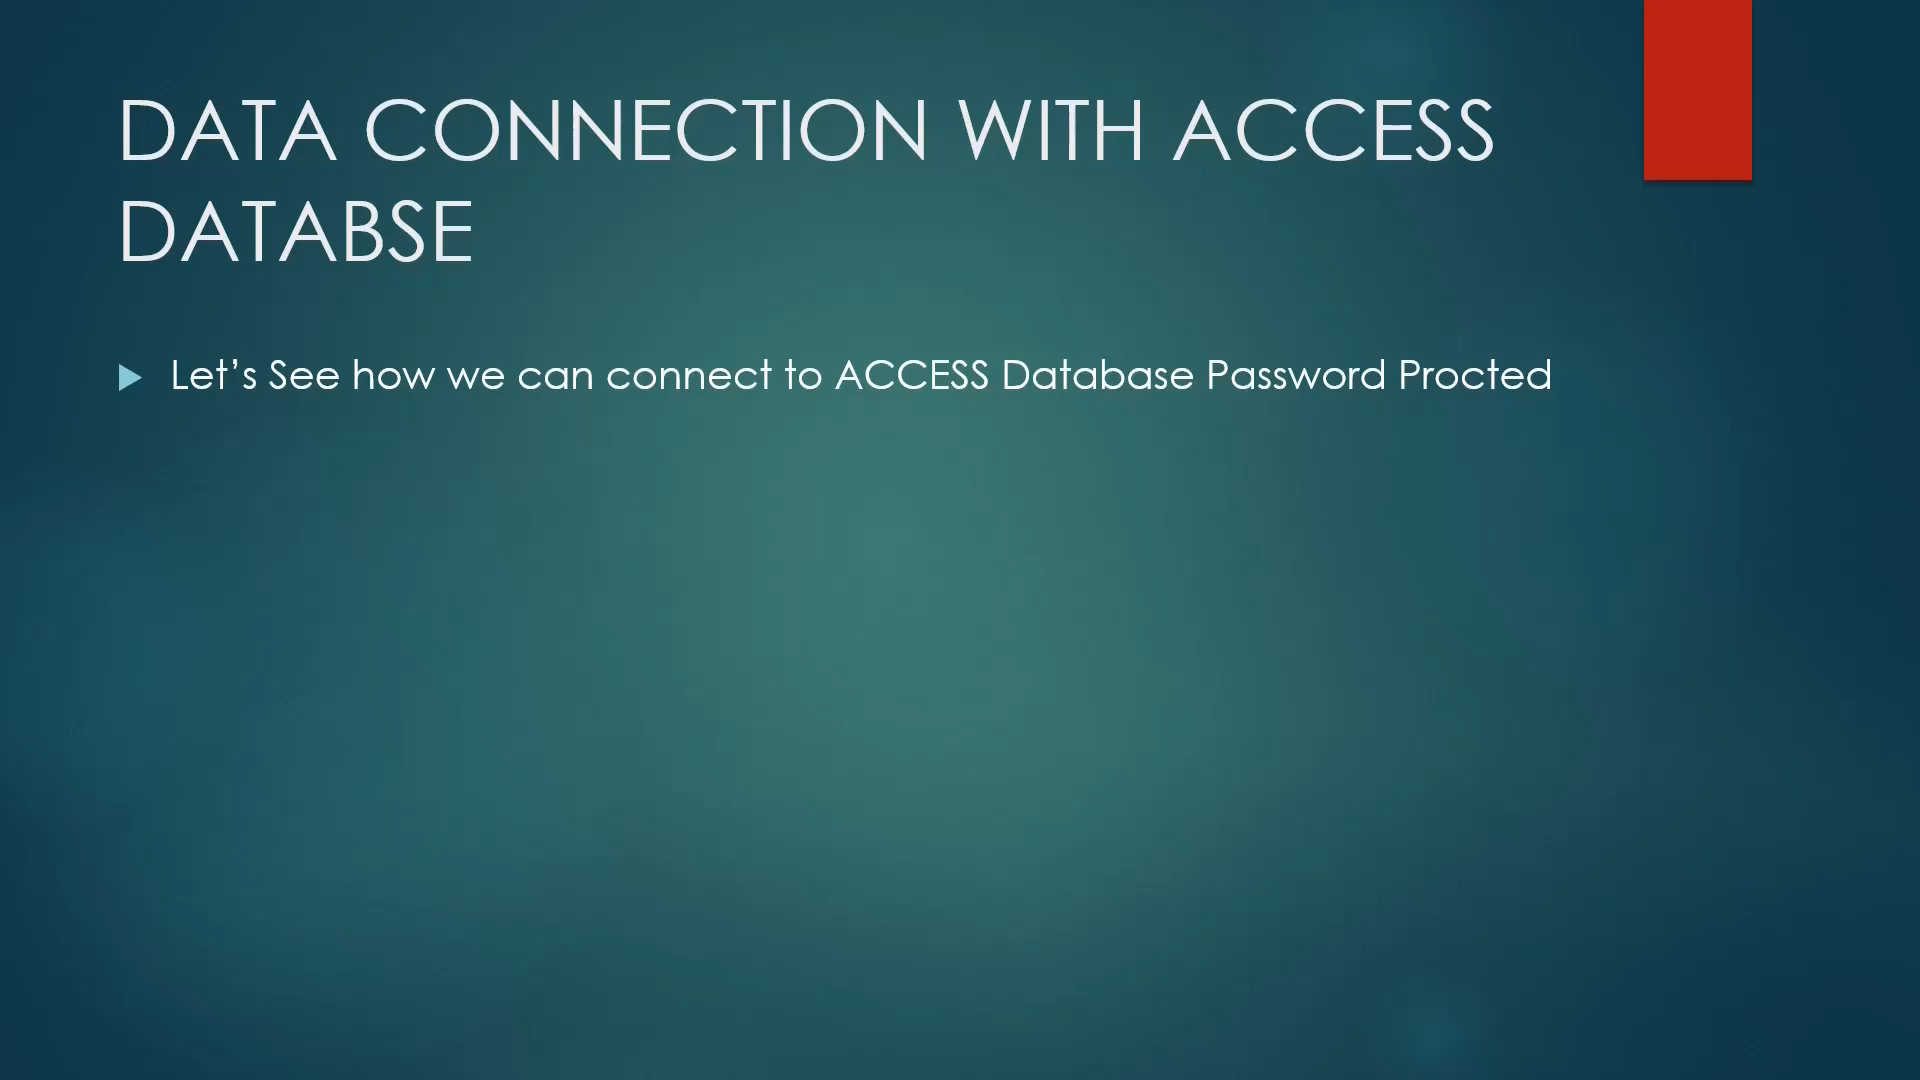 DATA CONNECTION WITH ACCESS
DATABSE
Let’s See how we can connect to ACCESS Database Password Procted